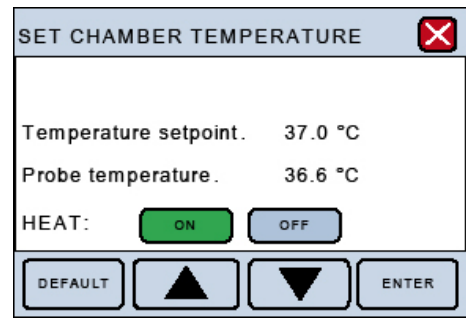 SET CHAMBER TEMPERATURE
Temperature setpoint. 37.0 °C
Probe temperature. 36.6 °C
HEAT: ON OFF
DEFAULT ENTER